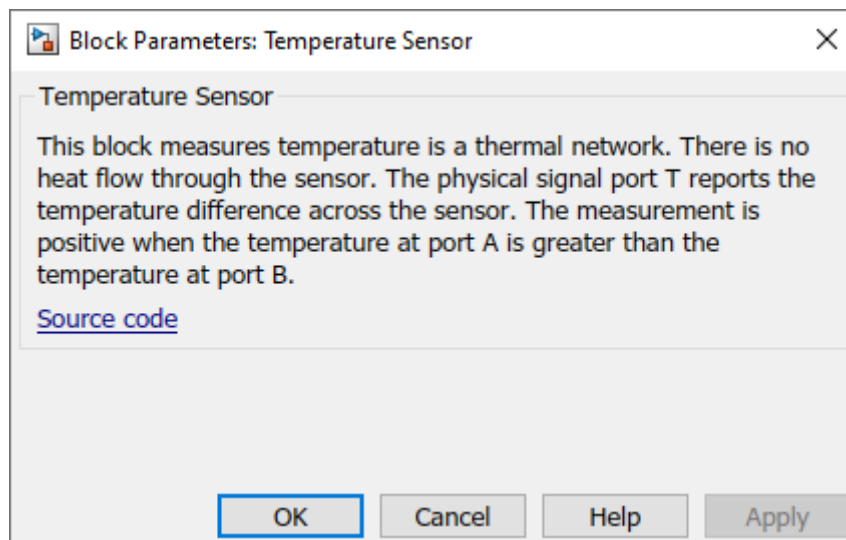 Block Parameters: Temperature Sensor
Temperature Sensor
This block measures temperature is a thermal network. There is no
heat flow through the sensor. The physical signal port T reports the
temperature difference across the sensor. The measurement is
positive when the temperature at port A is greater than the
temperature at port B.
Source code
OK Cancel Help Apply